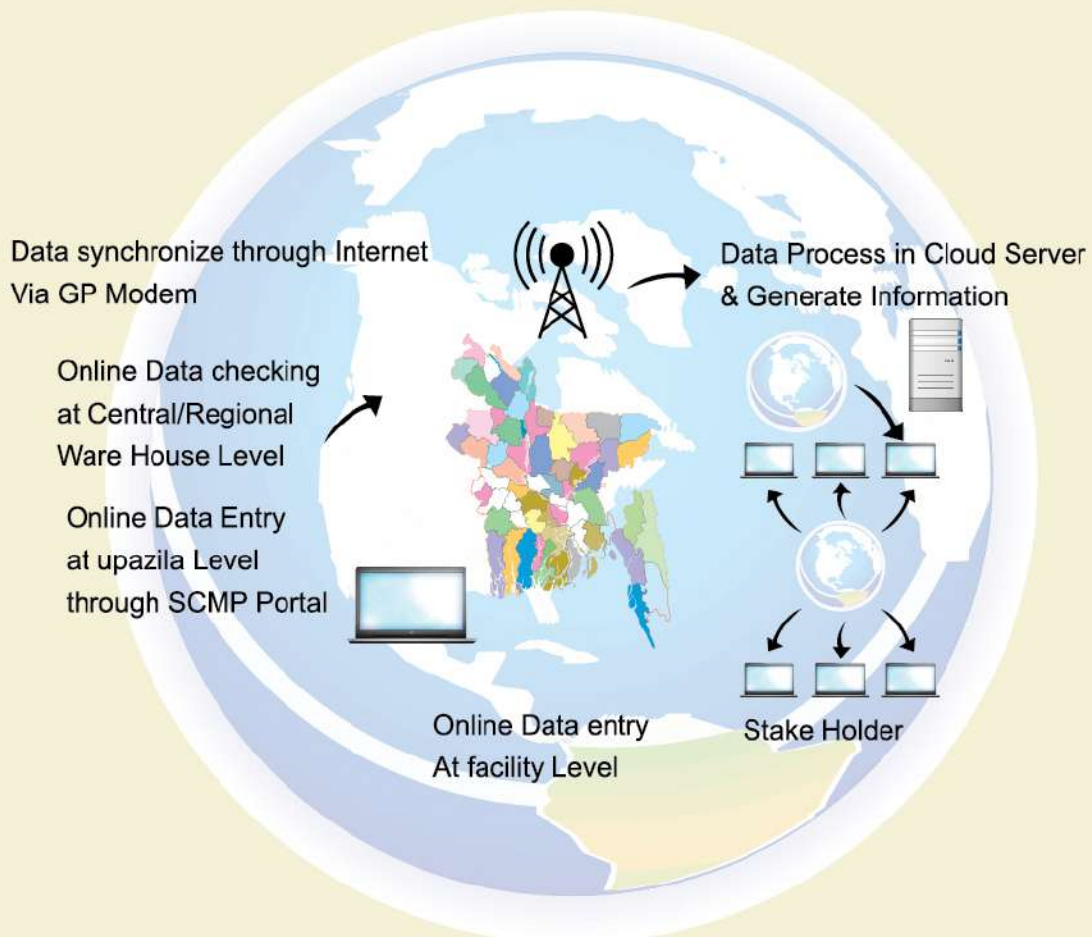 Data synchronize through Internet
Via GP Modem
Data Process in Cloud Server
& Generate Information
Online Data checking
at Central/Regional
Ware House Level
Online Data Entry
at upazila Level
through SCMP Portal
Online Data entry
At facility Level
Stake Holder